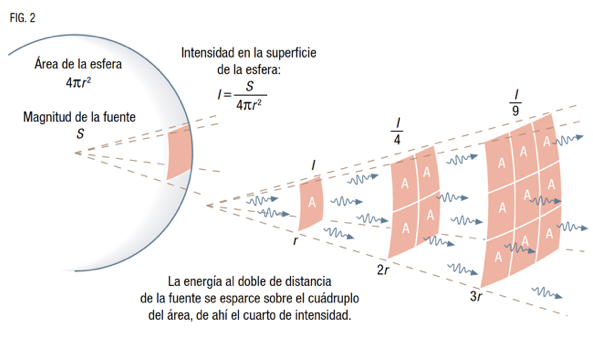 FIG. 2
Área de la esfera
4πr²
Magnitud de la fuente
S
Intensidad en la superficie
de la esfera:
I = S / 4πr²
I
A
r
I/4
A A
A A
2r
I/9
A A A
A A A
A A A
3r
La energía al doble de distancia
de la fuente se esparce sobre el cuádruplo
del área, de ahí el cuarto de intensidad.